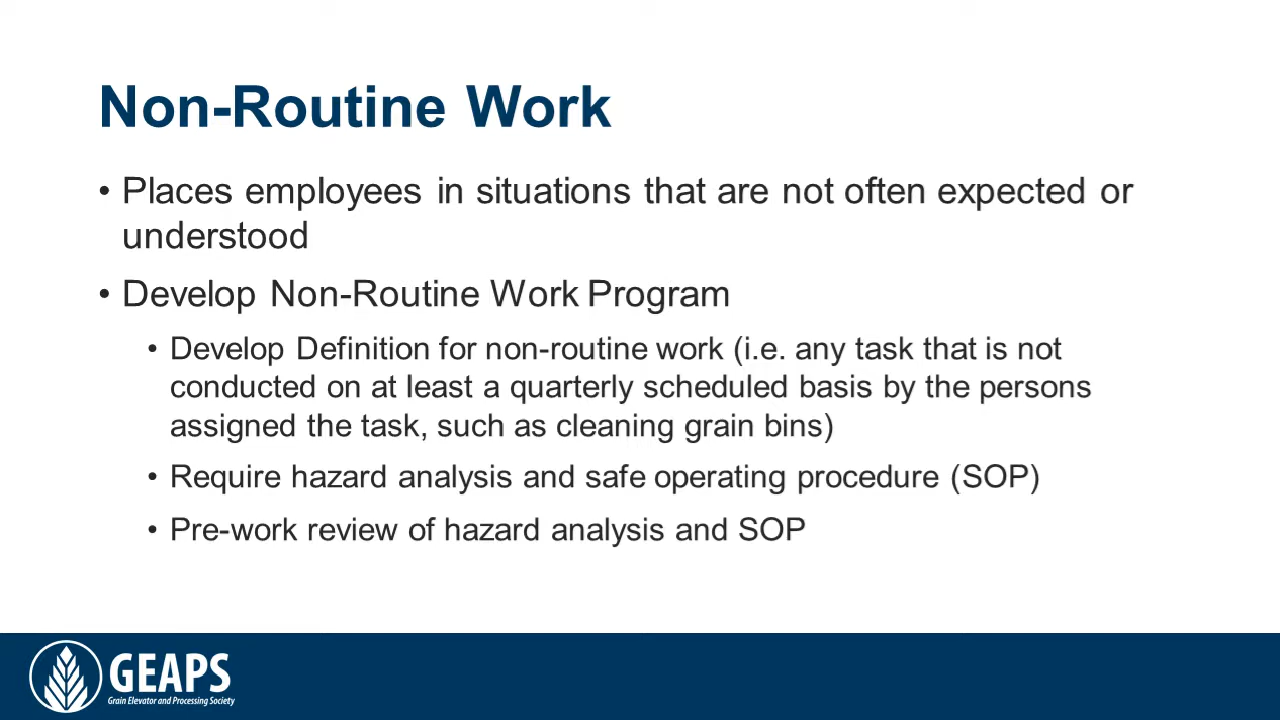 Non-Routine Work
• Places employees in situations that are not often expected or
understood
• Develop Non-Routine Work Program
• Develop Definition for non-routine work (i.e. any task that is not
conducted on at least a quarterly scheduled basis by the persons
assigned the task, such as cleaning grain bins)
• Require hazard analysis and safe operating procedure (SOP)
• Pre-work review of hazard analysis and SOP
GEAPS
Grain Elevator and Processing Society